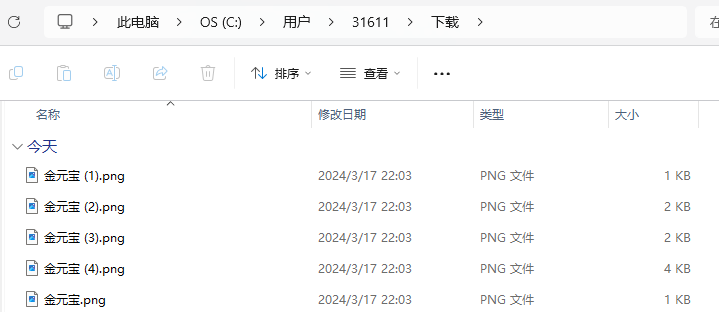 此电脑 > OS (C:) > 用户 > 31611 > 下载 > 在
排序 查看 •••
名称 修改日期 类型 大小
今天
金元宝 (1).png 2024/3/17 22:03 PNG 文件 1 KB
金元宝 (2).png 2024/3/17 22:03 PNG 文件 2 KB
金元宝 (3).png 2024/3/17 22:03 PNG 文件 2 KB
金元宝 (4).png 2024/3/17 22:03 PNG 文件 4 KB
金元宝.png 2024/3/17 22:03 PNG 文件 1 KB